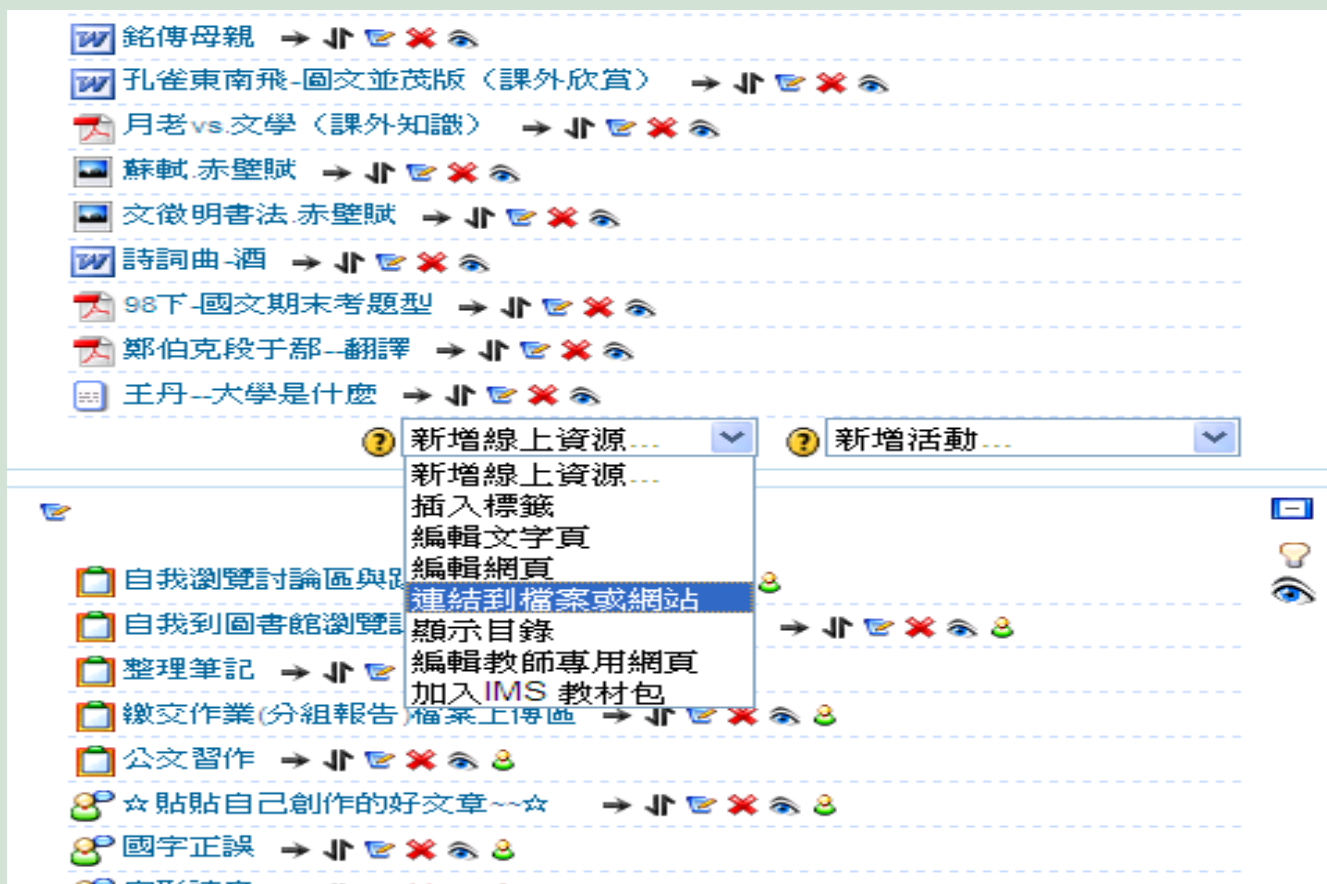 銘傳母親
孔雀東南飛-圖文並茂版（課外欣賞）
月老vs.文學（課外知識）
蘇軾.赤壁賦
文徵明書法.赤壁賦
詩詞曲-酒
98下-國文期末考題型
鄭伯克段于鄢--翻譯
王丹--大學是什麼
新增線上資源... 新增活動...
新增線上資源...
插入標籤
編輯文字頁
編輯網頁
連結到檔案或網站
顯示目錄
編輯教師專用網頁
加入IMS 教材包
自我瀏覽討論區與
自我到圖書館瀏覽
整理筆記
繳交作業(分組報告)檔案上傳區
公文習作
☆貼貼自己創作的好文章~~☆
國字正誤